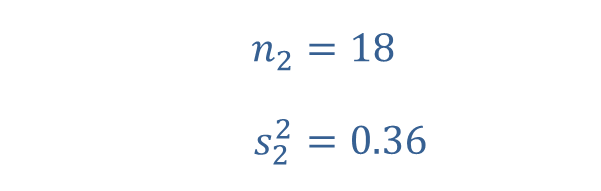 n₂ = 18
s₂² = 0.36